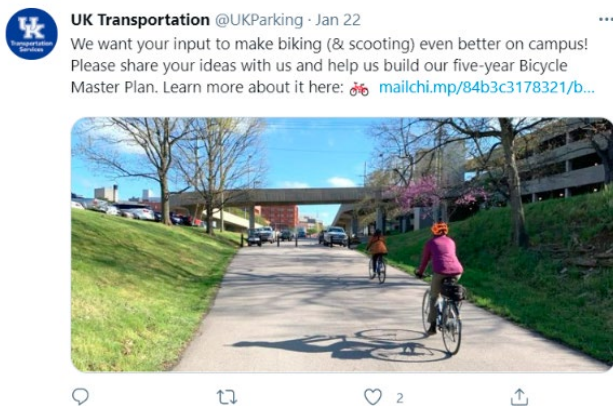 UK
Transportation
Services
UK Transportation @UKParking · Jan 22
We want your input to make biking (& scooting) even better on campus!
Please share your ideas with us and help us build our five-year Bicycle
Master Plan. Learn more about it here: 🚲 mailchi.mp/84b3c3178321/b...
2